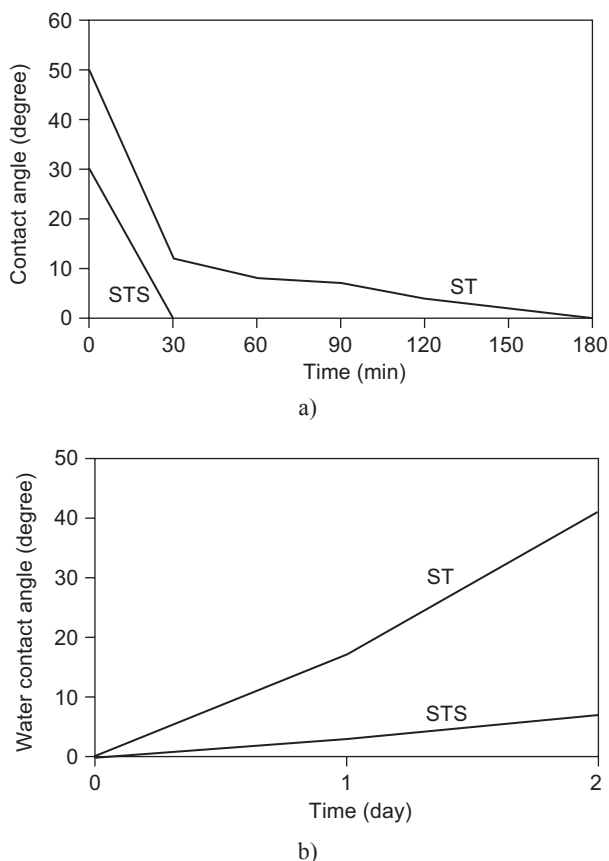 60
50
40
30
20
10
0
Contact angle (degree)
STS
ST
0 30 60 90 120 150 180
Time (min)
a)
50
40
30
20
10
0
Water contact angle (degree)
ST
STS
0 1 2
Time (day)
b)